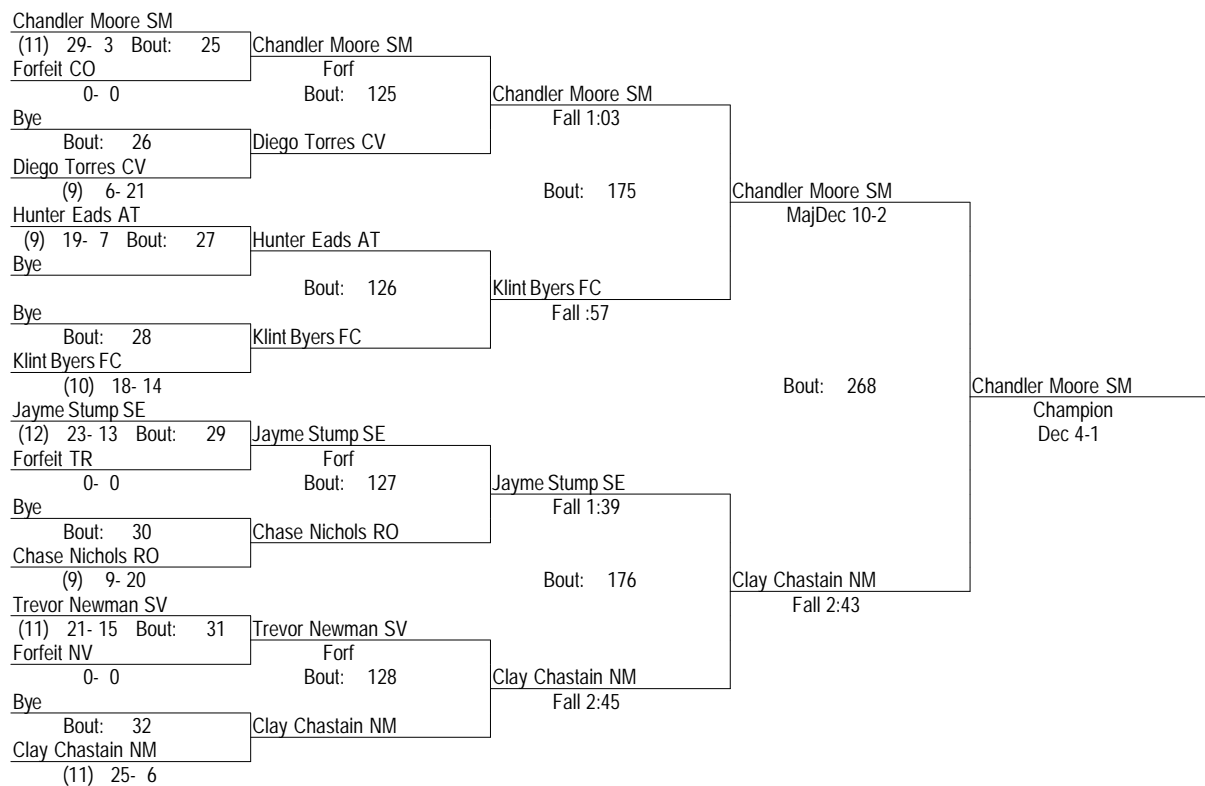 Chandler Moore SM
(11) 29- 3 Bout: 25
Forfeit CO
0- 0
Bye
Bout: 26
Diego Torres CV
(9) 6- 21
Hunter Eads AT
(9) 19- 7 Bout: 27
Bye
Bye
Bout: 28
Klint Byers FC
(10) 18- 14
Jayme Stump SE
(12) 23- 13 Bout: 29
Forfeit TR
0- 0
Bye
Bout: 30
Chase Nichols RO
(9) 9- 20
Trevor Newman SV
(11) 21- 15 Bout: 31
Forfeit NV
0- 0
Bye
Bout: 32
Clay Chastain NM
(11) 25- 6
Chandler Moore SM
Forf
Bout: 125
Diego Torres CV
Hunter Eads AT
Bout: 126
Klint Byers FC
Jayme Stump SE
Forf
Bout: 127
Chase Nichols RO
Trevor Newman SV
Forf
Bout: 128
Clay Chastain NM
Chandler Moore SM
Fall 1:03
Bout: 175
Klint Byers FC
Fall :57
Jayme Stump SE
Fall 1:39
Bout: 176
Clay Chastain NM
Fall 2:45
Chandler Moore SM
MajDec 10-2
Bout: 268
Clay Chastain NM
Fall 2:43
Chandler Moore SM
Champion
Dec 4-1